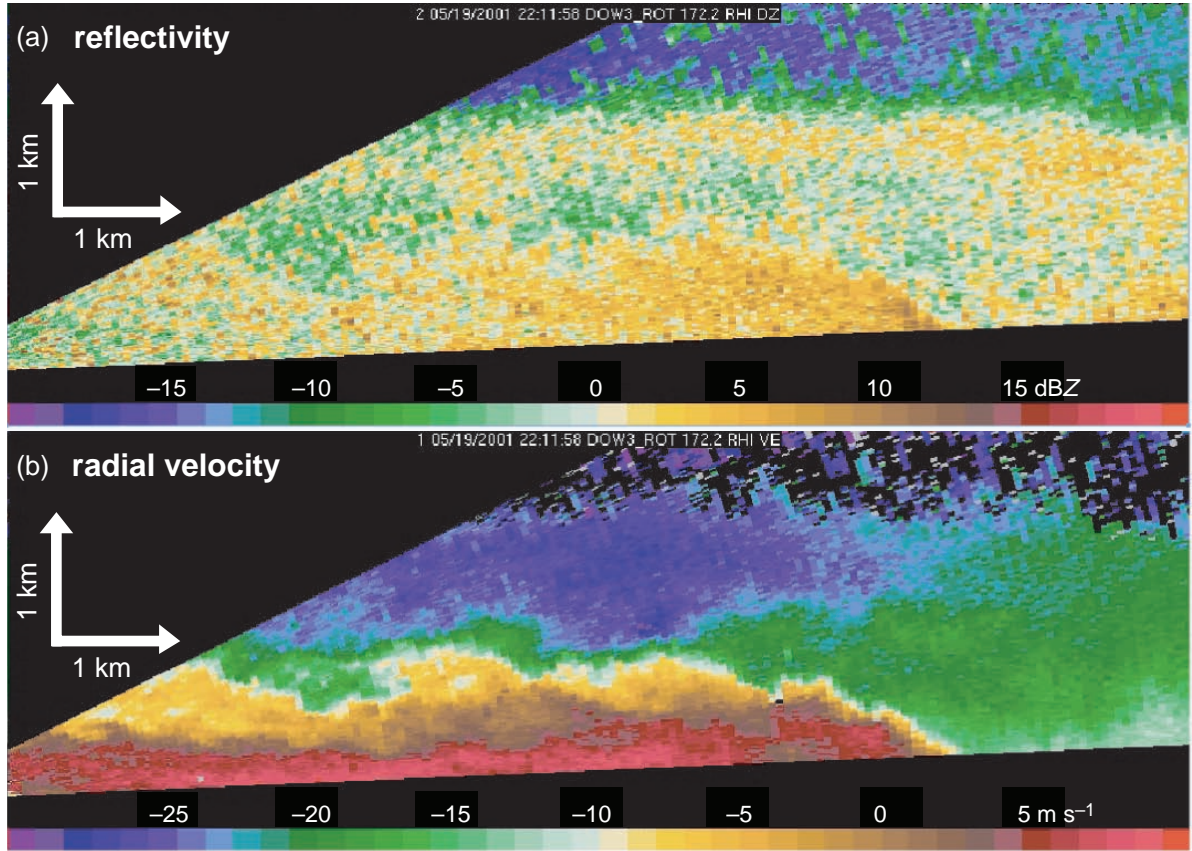 2 05/19/2001 22:11:58 DOW3_ROT 172.2 RHI DZ
(a) reflectivity
1 km
1 km
–15 –10 –5 0 5 10 15 dBZ
1 05/19/2001 22:11:58 DOW3_ROT 172.2 RHI VE
(b) radial velocity
1 km
1 km
–25 –20 –15 –10 –5 0 5 m s⁻¹